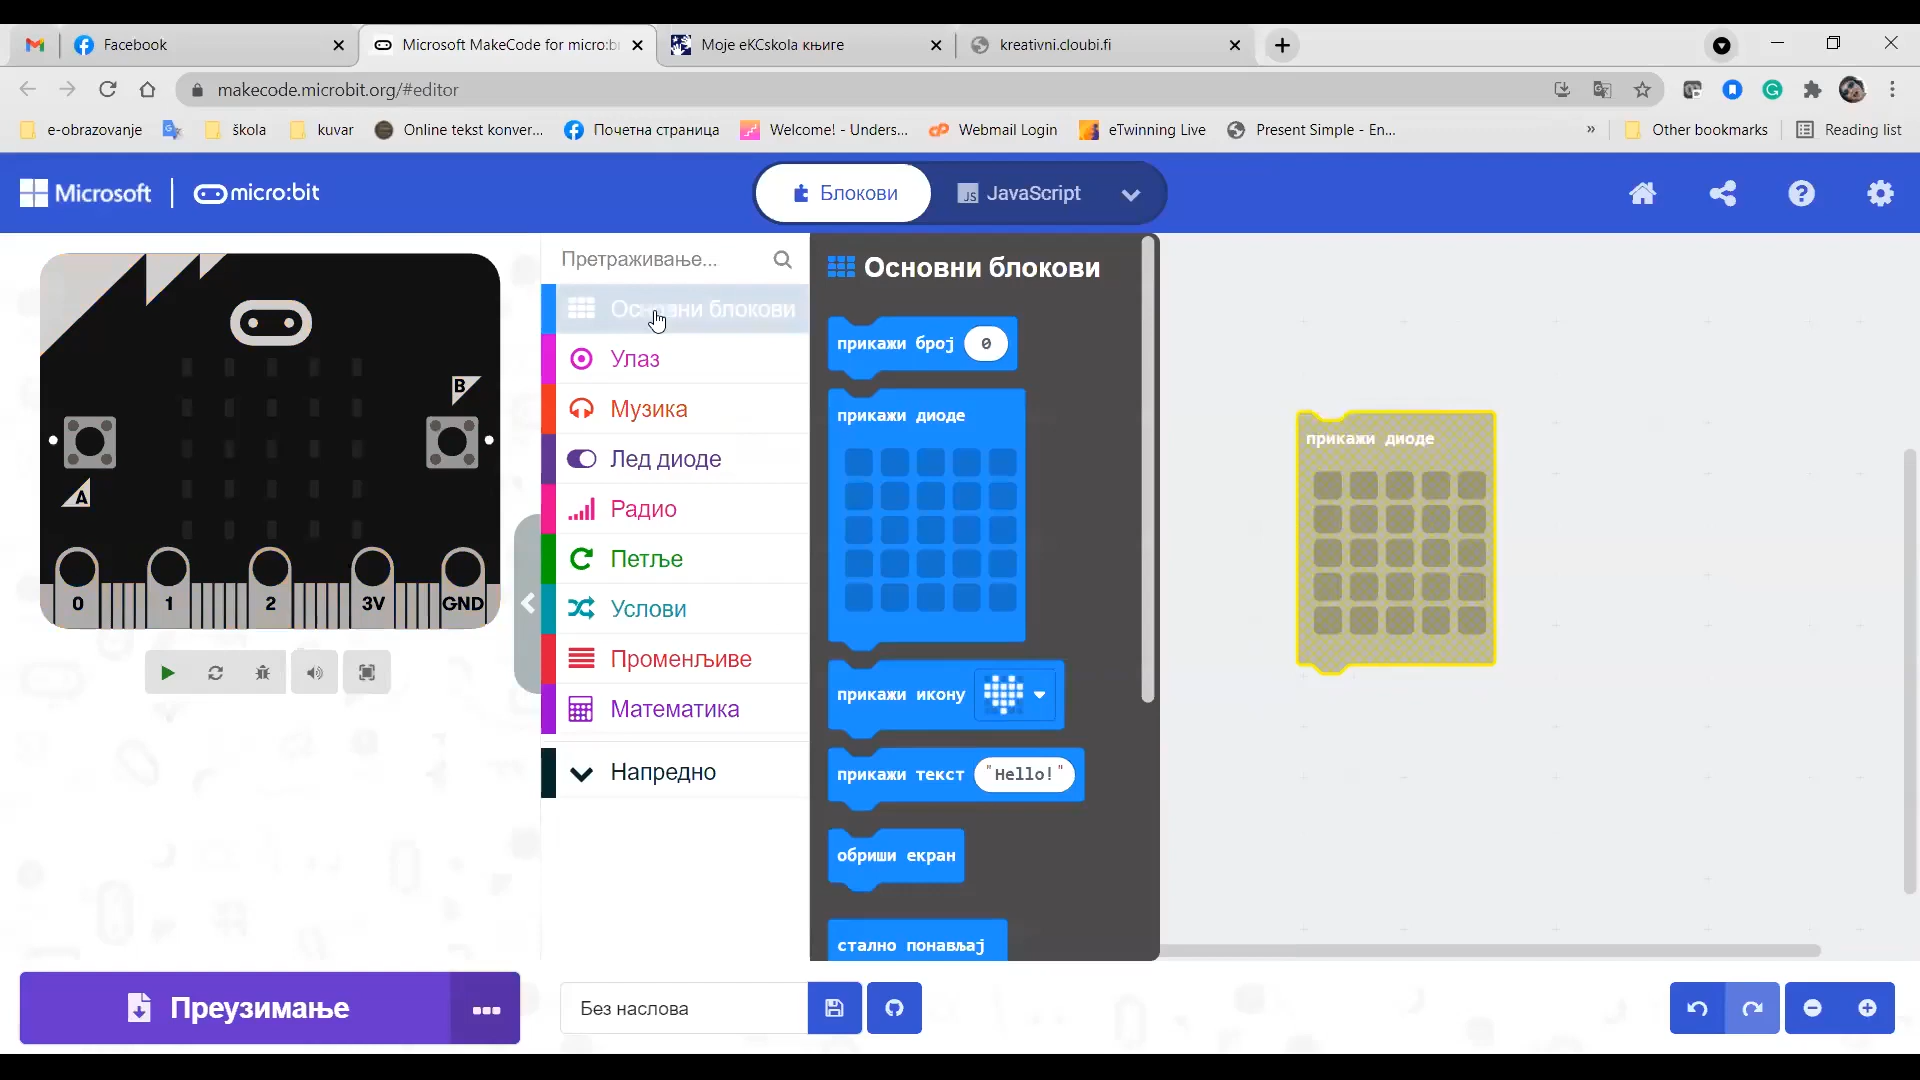 Facebook
Microsoft MakeCode for micro:bi
Моје eKCskola књиге
kreativni.cloubi.fi
makecode.microbit.org/#editor
e-obrazovanje
škola
kuvar
Online tekst konver...
Почетна страница
Welcome! - Unders...
Webmail Login
eTwinning Live
Present Simple - En...
»
Other bookmarks
Reading list
Microsoft
micro:bit
Блокови
JS JavaScript
Претраживање...
Основни блокови
Улаз
Музика
Лед диоде
Радио
Петље
Услови
Променљиве
Математика
Напредно
Основни блокови
прикажи број 0
прикажи диоде
прикажи икону
прикажи текст "Hello!"
обриши екран
стално понављај
прикажи диоде
B
A
0 1 2 3V GND
Преузимање
Без наслова